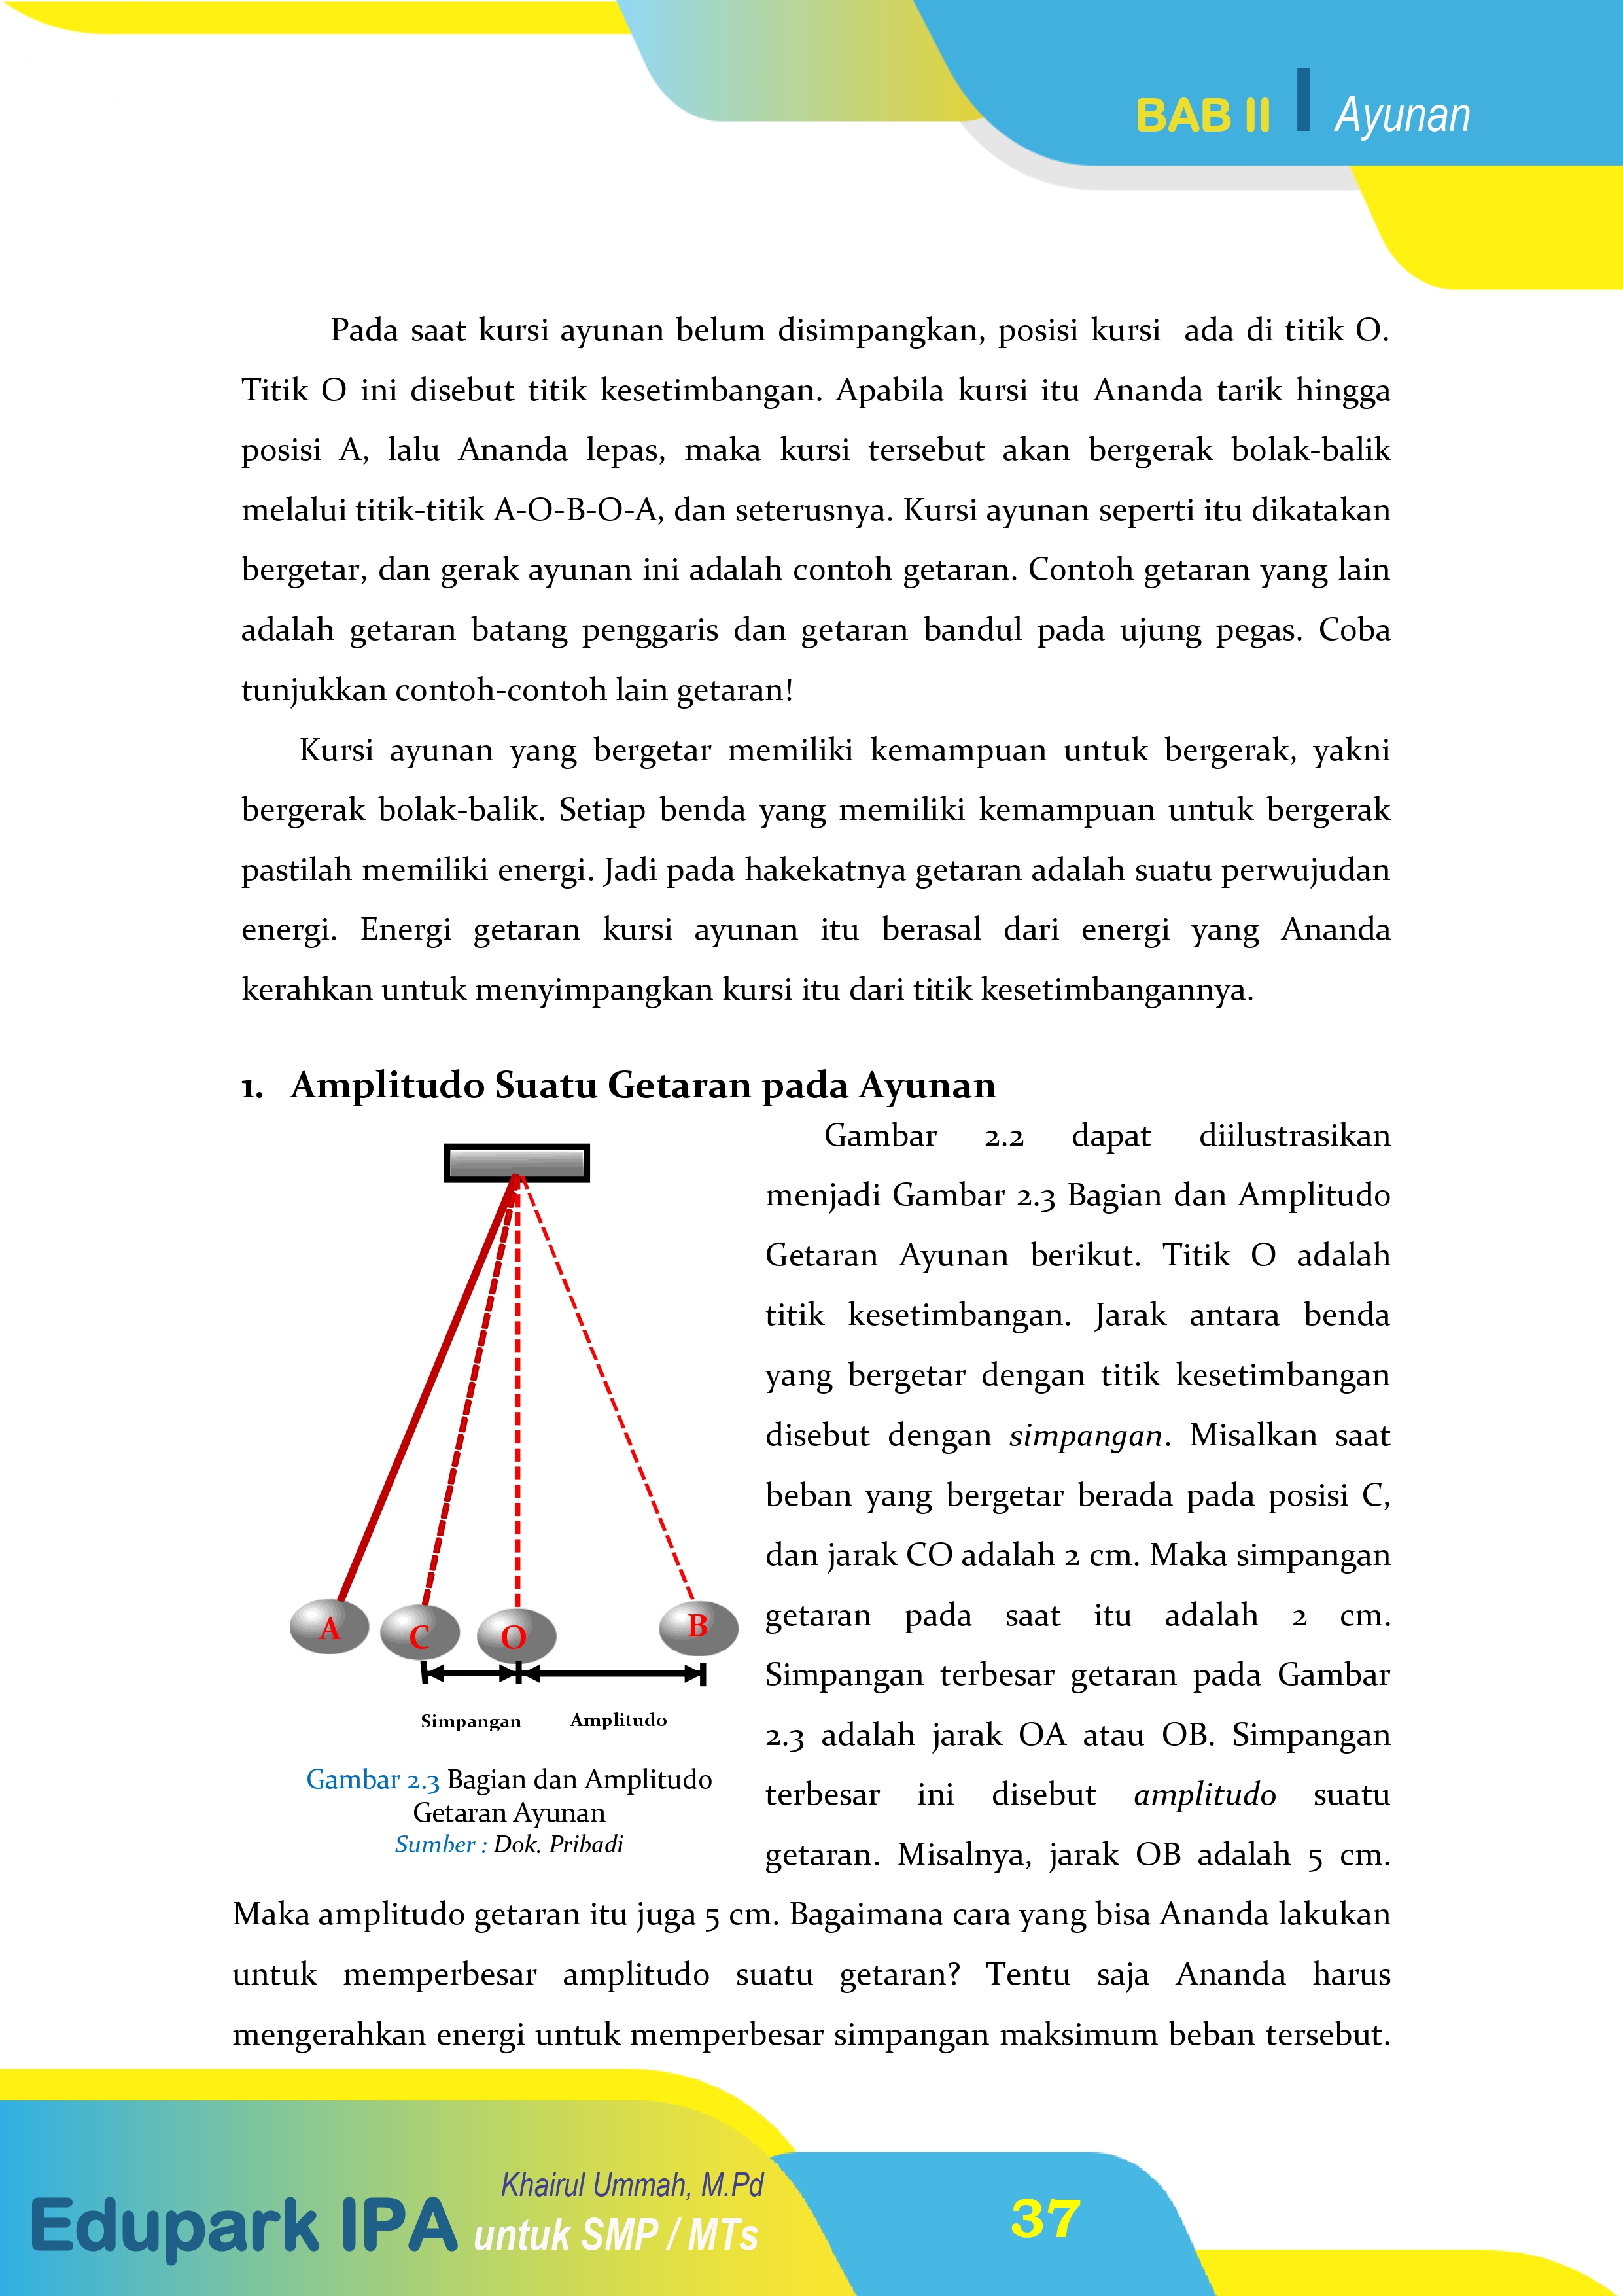 BAB II | Ayunan
Pada saat kursi ayunan belum disimpangkan, posisi kursi ada di titik O.
Titik O ini disebut titik kesetimbangan. Apabila kursi itu Ananda tarik hingga
posisi A, lalu Ananda lepas, maka kursi tersebut akan bergerak bolak-balik
melalui titik-titik A-O-B-O-A, dan seterusnya. Kursi ayunan seperti itu dikatakan
bergetar, dan gerak ayunan ini adalah contoh getaran. Contoh getaran yang lain
adalah getaran batang penggaris dan getaran bandul pada ujung pegas. Coba
tunjukkan contoh-contoh lain getaran!
Kursi ayunan yang bergetar memiliki kemampuan untuk bergerak, yakni
bergerak bolak-balik. Setiap benda yang memiliki kemampuan untuk bergerak
pastilah memiliki energi. Jadi pada hakekatnya getaran adalah suatu perwujudan
energi. Energi getaran kursi ayunan itu berasal dari energi yang Ananda
kerahkan untuk menyimpangkan kursi itu dari titik kesetimbangannya.
1. Amplitudo Suatu Getaran pada Ayunan
A
C
O
B
Simpangan
Amplitudo
Gambar 2.3 Bagian dan Amplitudo
Getaran Ayunan
Sumber : Dok. Pribadi
Gambar 2.2 dapat diilustrasikan
menjadi Gambar 2.3 Bagian dan Amplitudo
Getaran Ayunan berikut. Titik O adalah
titik kesetimbangan. Jarak antara benda
yang bergetar dengan titik kesetimbangan
disebut dengan simpangan. Misalkan saat
beban yang bergetar berada pada posisi C,
dan jarak CO adalah 2 cm. Maka simpangan
getaran pada saat itu adalah 2 cm.
Simpangan terbesar getaran pada Gambar
2.3 adalah jarak OA atau OB. Simpangan
terbesar ini disebut amplitudo suatu
getaran. Misalnya, jarak OB adalah 5 cm.
Maka amplitudo getaran itu juga 5 cm. Bagaimana cara yang bisa Ananda lakukan
untuk memperbesar amplitudo suatu getaran? Tentu saja Ananda harus
mengerahkan energi untuk memperbesar simpangan maksimum beban tersebut.
Khairul Ummah, M.Pd
Edupark IPA untuk SMP / MTs
37